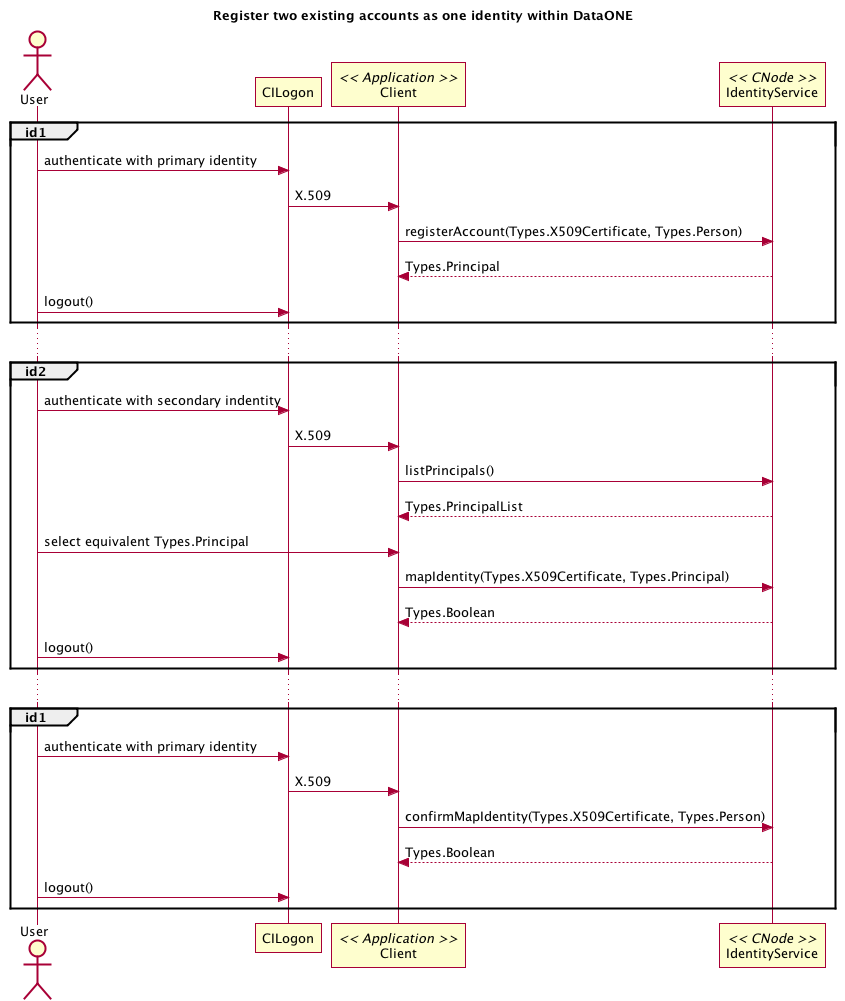 Register two existing accounts as one identity within DataONE
User
CILogon
<< Application >>
Client
<< CNode >>
IdentityService
id1
authenticate with primary identity
X.509
registerAccount(Types.X509Certificate, Types.Person)
Types.Principal
logout()
id2
authenticate with secondary indentity
X.509
listPrincipals()
Types.PrincipalList
select equivalent Types.Principal
mapIdentity(Types.X509Certificate, Types.Principal)
Types.Boolean
logout()
id1
authenticate with primary identity
X.509
confirmMapIdentity(Types.X509Certificate, Types.Person)
Types.Boolean
logout()
User
CILogon
<< Application >>
Client
<< CNode >>
IdentityService